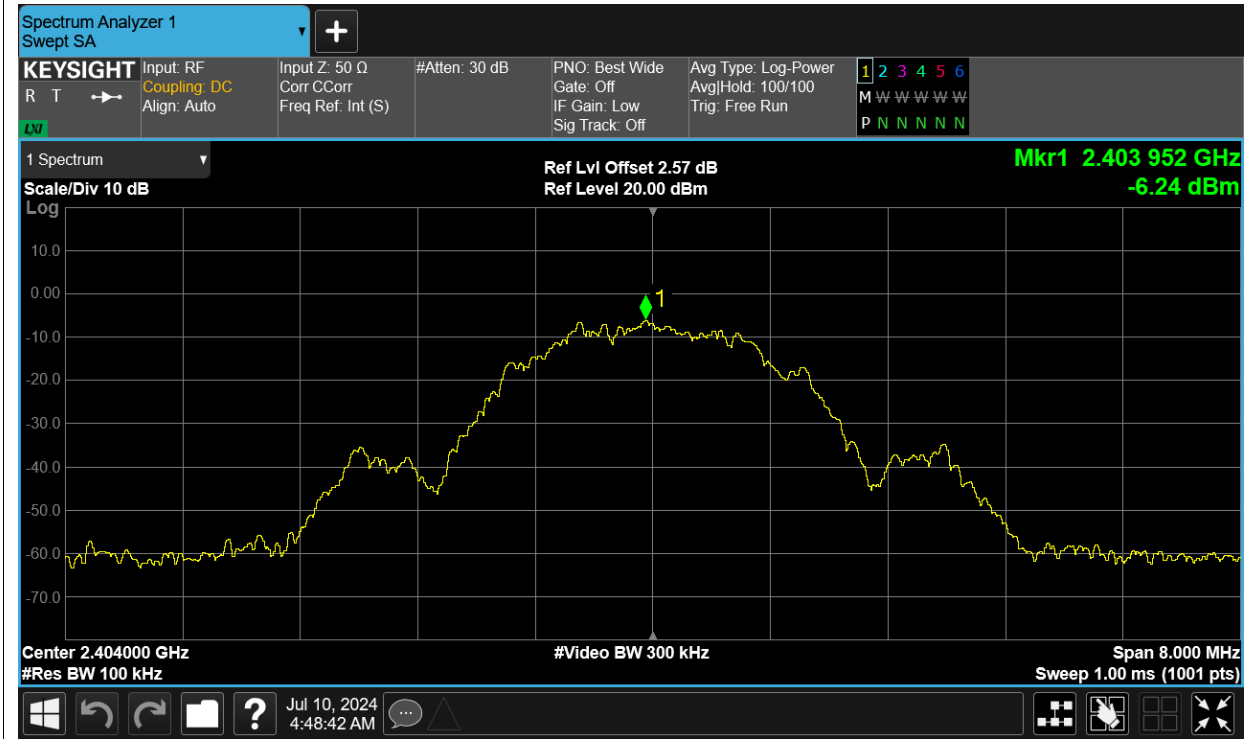 Spectrum Analyzer 1
Swept SA
KEYSIGHT
R T
LXI
Input: RF
Coupling: DC
Align: Auto
Input Z: 50 Ω
Corr CCorr
Freq Ref: Int (S)
#Atten: 30 dB
PNO: Best Wide
Gate: Off
IF Gain: Low
Sig Track: Off
Avg Type: Log-Power
Avg|Hold: 100/100
Trig: Free Run
1 2 3 4 5 6
M W W W W W
P N N N N N
1 Spectrum
Scale/Div 10 dB
Log
Ref Lvl Offset 2.57 dB
Ref Level 20.00 dBm
Mkr1 2.403 952 GHz
-6.24 dBm
1
10.0
0.00
-10.0
-20.0
-30.0
-40.0
-50.0
-60.0
-70.0
Center 2.404000 GHz
#Res BW 100 kHz
#Video BW 300 kHz
Span 8.000 MHz
Sweep 1.00 ms (1001 pts)
?
Jul 10, 2024
4:48:42 AM